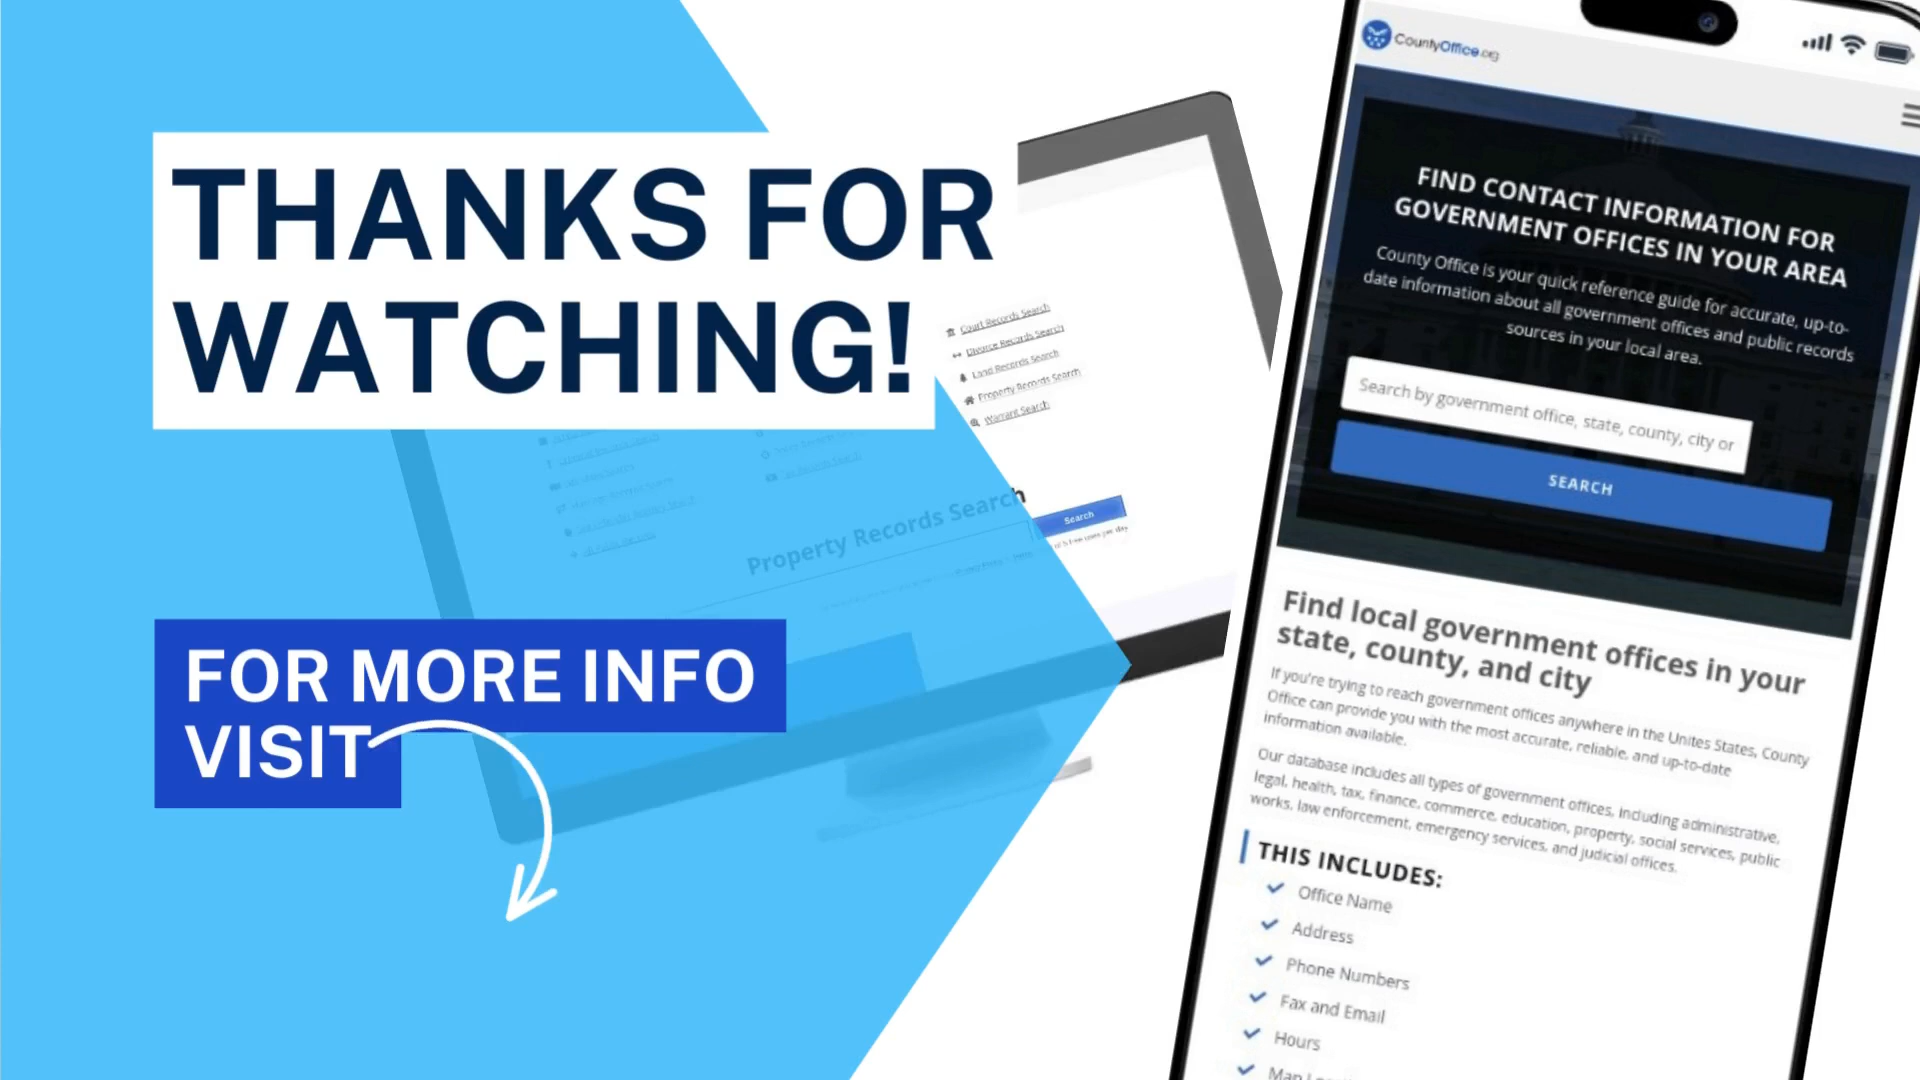 THANKS FOR
WATCHING!
FOR MORE INFO
VISIT
Court Records Search
Divorce Records Search
Land Records Search
Property Records Search
Warrant Search
Property Records Search
Search
CountyOffice.org
FIND CONTACT INFORMATION FOR
GOVERNMENT OFFICES IN YOUR AREA
County Office is your quick reference guide for accurate, up-to-
date information about all government offices and public records
sources in your local area.
Search by government office, state, county, city or
SEARCH
Find local government offices in your
state, county, and city
If you're trying to reach government offices anywhere in the Unites States, County
Office can provide you with the most accurate, reliable, and up-to-date
information available.
Our database includes all types of government offices, including administrative,
legal, health, tax, finance, commerce, education, property, social services, public
works, law enforcement, emergency services, and judicial offices.
THIS INCLUDES:
Office Name
Address
Phone Numbers
Fax and Email
Hours
Map